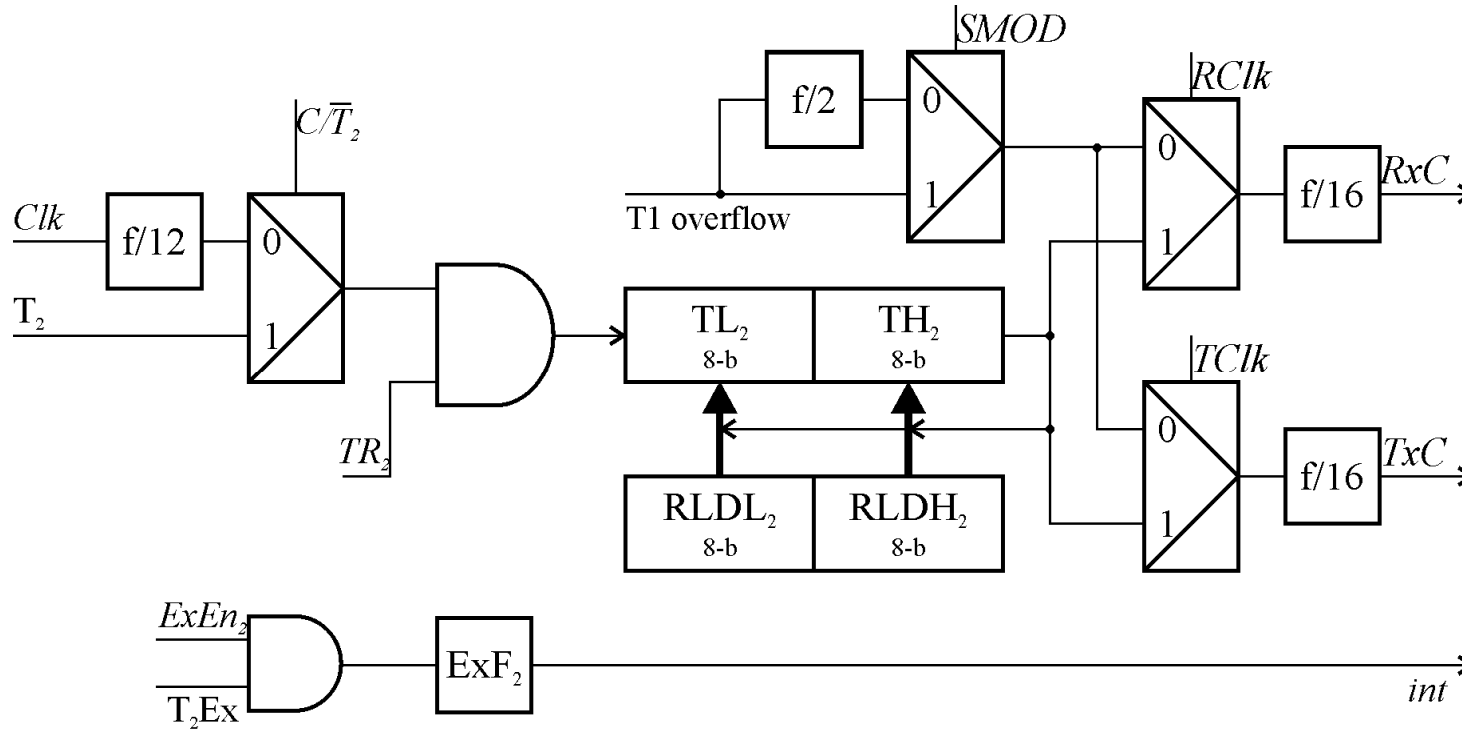 SMOD
RClk
f/2
0
0
C/T̅₂
1
f/16
RxC
T1 overflow
Clk
f/12
0
1
T₂
1
TL₂
8-b
TH₂
8-b
TClk
TR₂
0
f/16
TxC
RLDL₂
8-b
RLDH₂
8-b
1
ExEn₂
T₂Ex
ExF₂
int